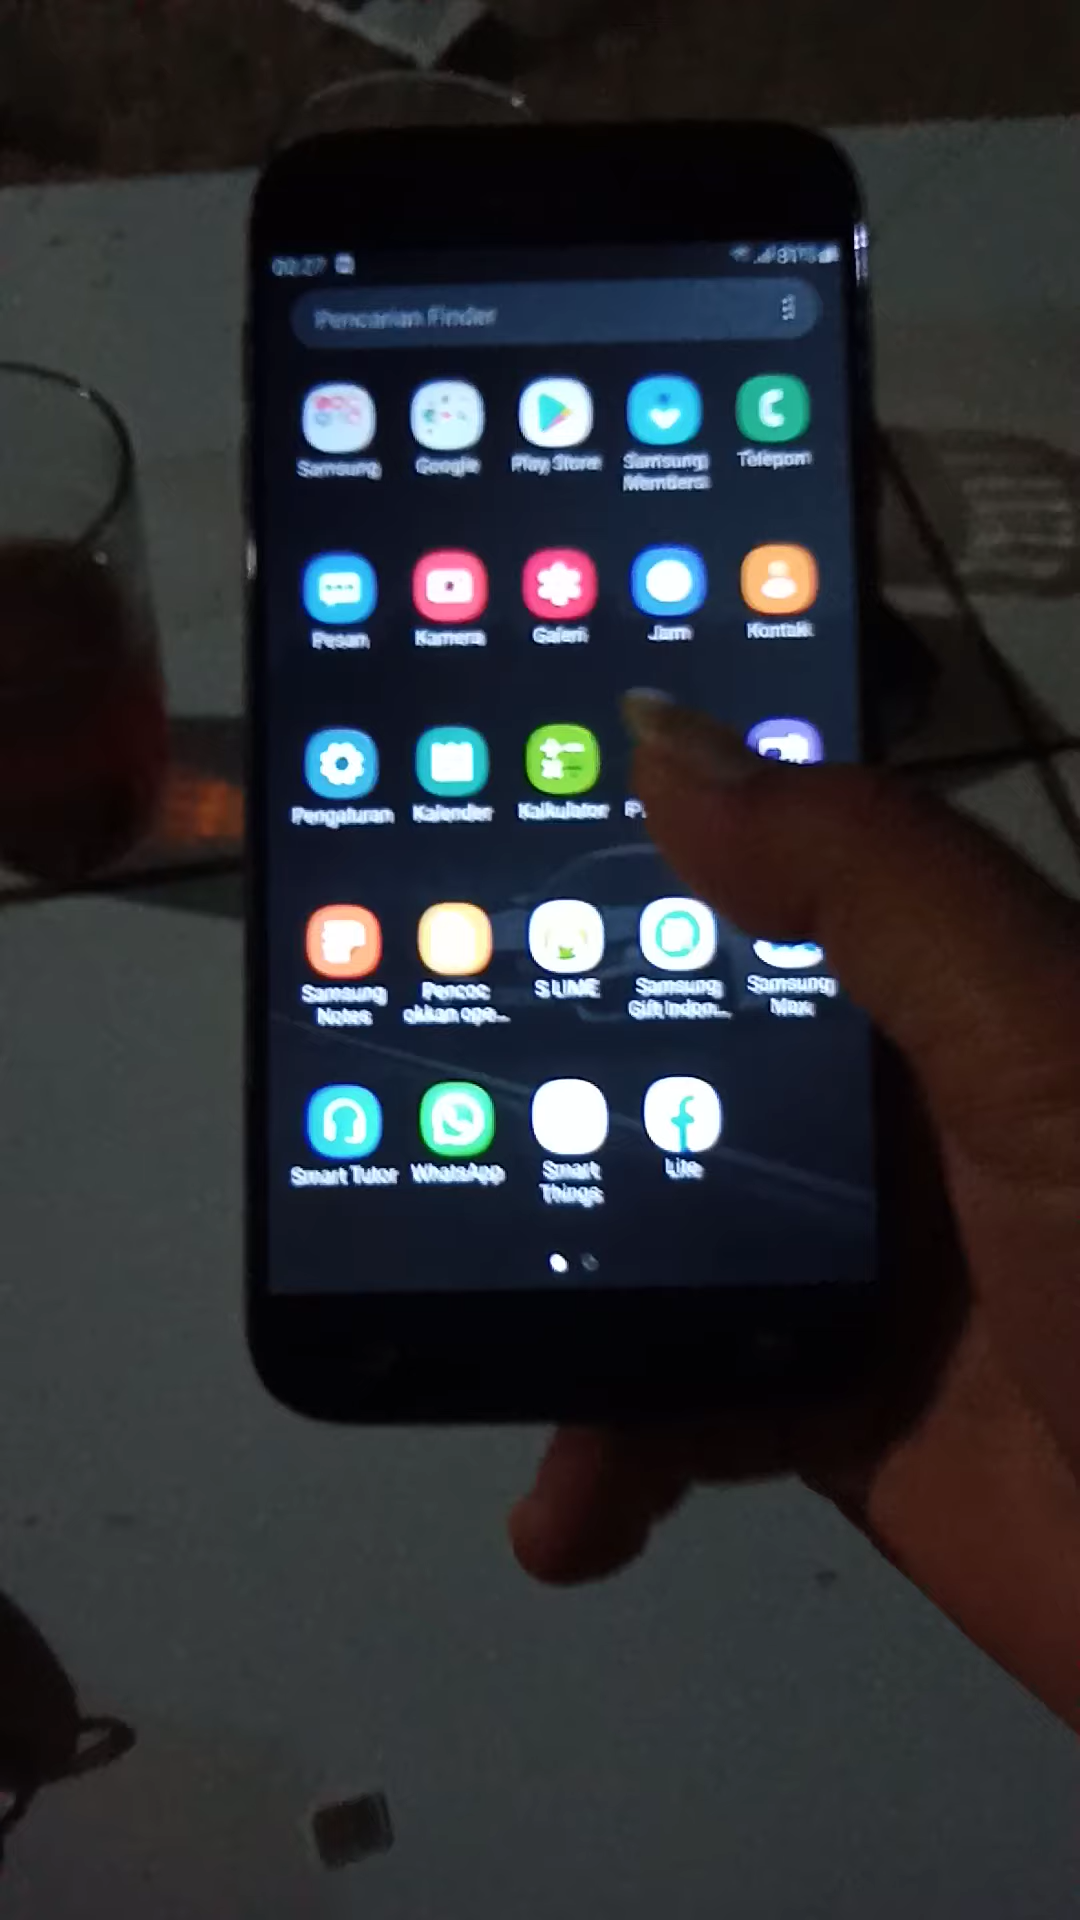 Pencarian Finder
Samsung
Google
Play Store
Samsung
Members
Telepon
Pesan
Kamera
Galeri
Jam
Kontak
Pengaturan
Kalender
Kalkulator
Samsung
Notes
Pencoc
okkan ope...
S LIME
Samsung
Gift Indon...
Samsung
Max
Smart Tutor
WhatsApp
Smart
Things
Lite